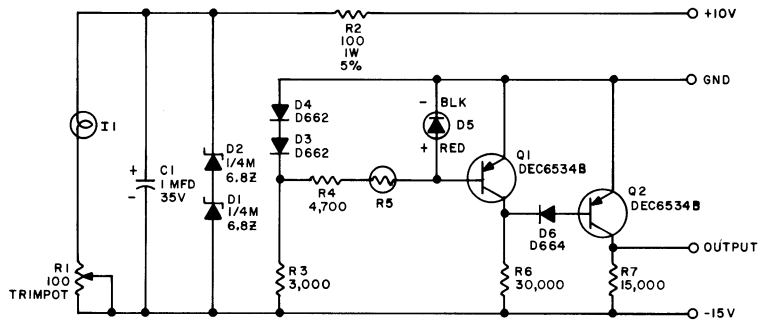 +10V
R2
100
1W
5%
GND
I1
+
C1
1 MFD
35V
-
D2
1/4M
6.8Z
D1
1/4M
6.8Z
D4
D662
D3
D662
- BLK
D5
+ RED
R4
4,700
R5
Q1
DEC6534B
Q2
DEC6534B
D6
D664
OUTPUT
R1
100
TRIMPOT
R3
3,000
R6
30,000
R7
15,000
-15V